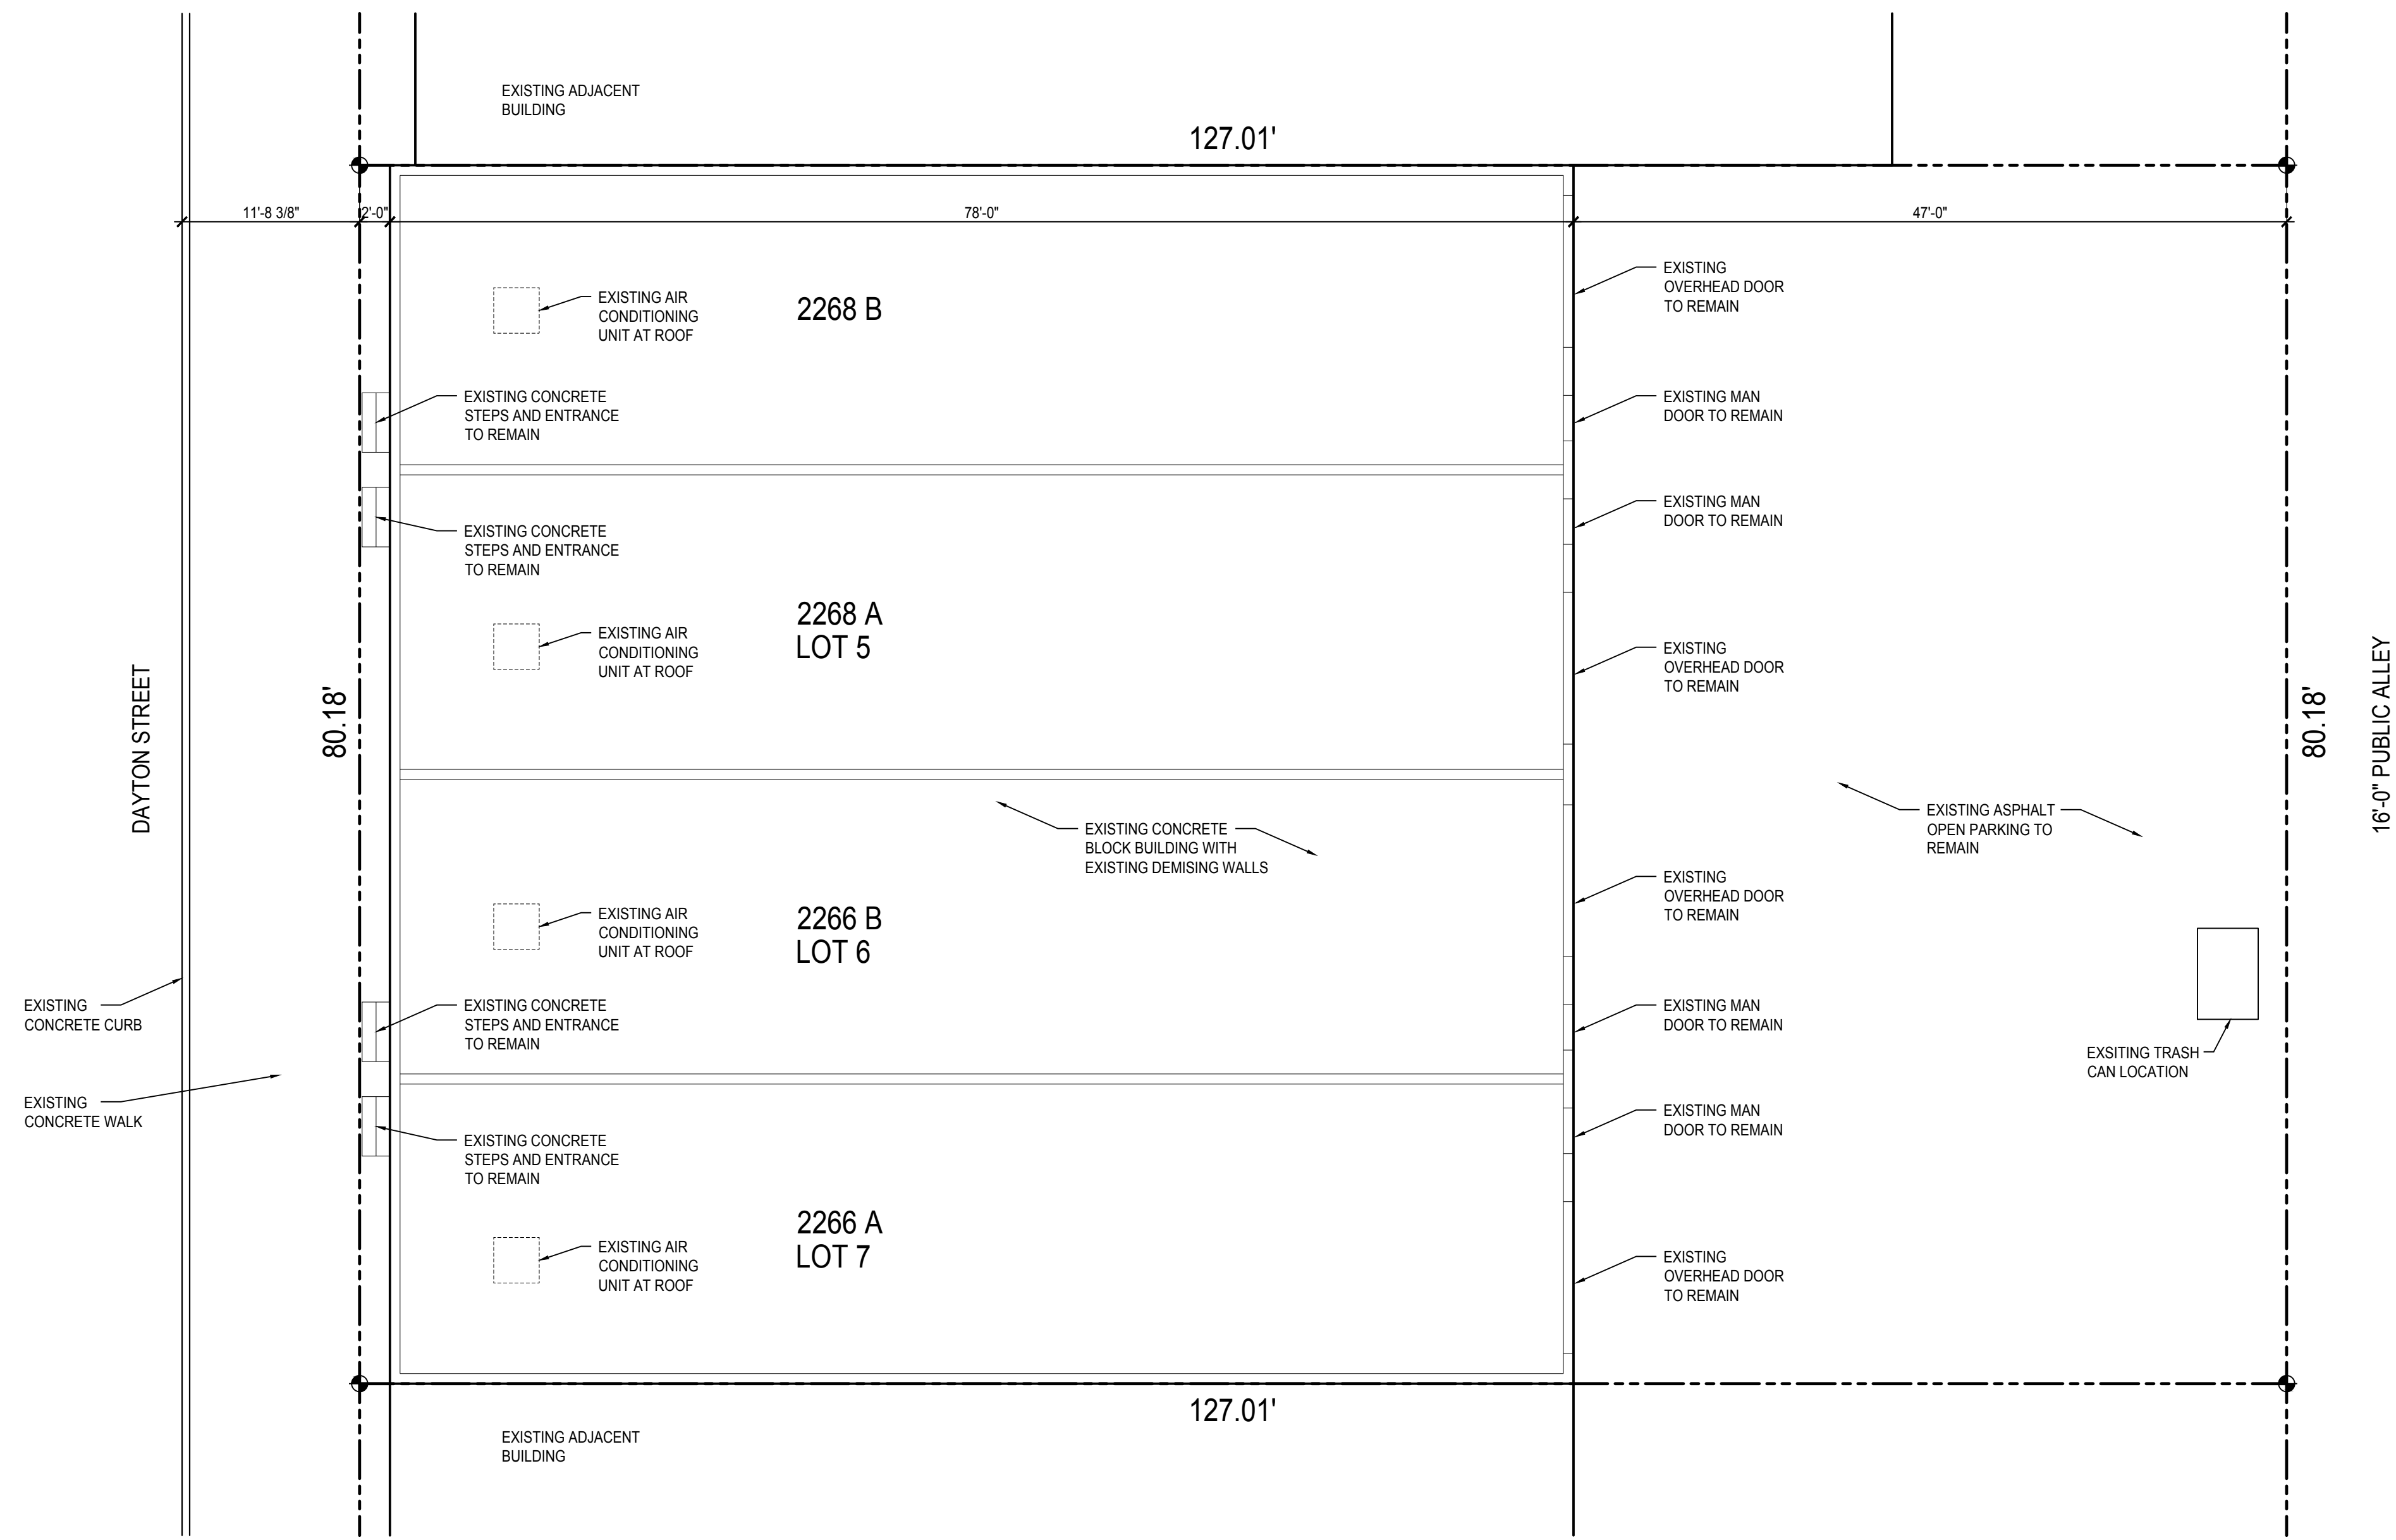 EXISTING ADJACENT
BUILDING
127.01'
11'-8 3/8"
2'-0"
78'-0"
47'-0"
EXISTING AIR
CONDITIONING
UNIT AT ROOF
2268 B
EXISTING
OVERHEAD DOOR
TO REMAIN
EXISTING CONCRETE
STEPS AND ENTRANCE
TO REMAIN
EXISTING MAN
DOOR TO REMAIN
EXISTING CONCRETE
STEPS AND ENTRANCE
TO REMAIN
EXISTING MAN
DOOR TO REMAIN
EXISTING AIR
CONDITIONING
UNIT AT ROOF
2268 A
LOT 5
EXISTING
OVERHEAD DOOR
TO REMAIN
DAYTON STREET
80.18'
80.18'
16'-0" PUBLIC ALLEY
EXISTING CONCRETE
BLOCK BUILDING WITH
EXISTING DEMISING WALLS
EXISTING ASPHALT
OPEN PARKING TO
REMAIN
EXISTING AIR
CONDITIONING
UNIT AT ROOF
2266 B
LOT 6
EXISTING
OVERHEAD DOOR
TO REMAIN
EXISTING
CONCRETE CURB
EXISTING CONCRETE
STEPS AND ENTRANCE
TO REMAIN
EXISTING MAN
DOOR TO REMAIN
EXSITING TRASH
CAN LOCATION
EXISTING
CONCRETE WALK
EXISTING CONCRETE
STEPS AND ENTRANCE
TO REMAIN
EXISTING MAN
DOOR TO REMAIN
EXISTING AIR
CONDITIONING
UNIT AT ROOF
2266 A
LOT 7
EXISTING
OVERHEAD DOOR
TO REMAIN
127.01'
EXISTING ADJACENT
BUILDING